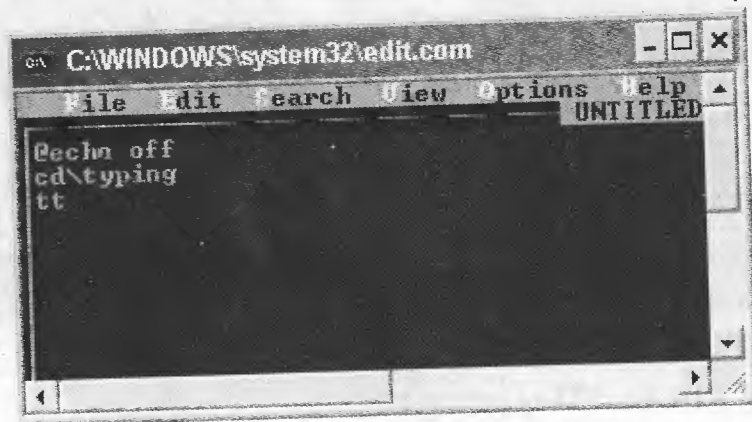 C:\WINDOWS\system32\edit.com
File Edit Search View Options Help
UNTITLED
@echo off
cd\typing
tt